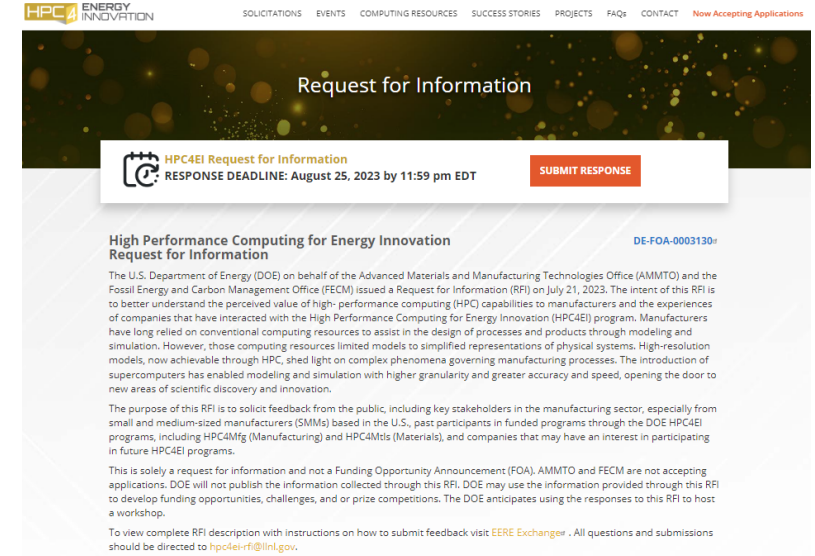 HPC4 ENERGY INNOVATION
SOLICITATIONS EVENTS COMPUTING RESOURCES SUCCESS STORIES PROJECTS FAQs CONTACT Now Accepting Applications
Request for Information
HPC4EI Request for Information
RESPONSE DEADLINE: August 25, 2023 by 11:59 pm EDT
SUBMIT RESPONSE
High Performance Computing for Energy Innovation
Request for Information
DE-FOA-0003130
The U.S. Department of Energy (DOE) on behalf of the Advanced Materials and Manufacturing Technologies Office (AMMTO) and the
Fossil Energy and Carbon Management Office (FECM) issued a Request for Information (RFI) on July 21, 2023. The intent of this RFI is
to better understand the perceived value of high- performance computing (HPC) capabilities to manufacturers and the experiences
of companies that have interacted with the High Performance Computing for Energy Innovation (HPC4EI) program. Manufacturers
have long relied on conventional computing resources to assist in the design of processes and products through modeling and
simulation. However, those computing resources limited models to simplified representations of physical systems. High-resolution
models, now achievable through HPC, shed light on complex phenomena governing manufacturing processes. The introduction of
supercomputers has enabled modeling and simulation with higher granularity and greater accuracy and speed, opening the door to
new areas of scientific discovery and innovation.
The purpose of this RFI is to solicit feedback from the public, including key stakeholders in the manufacturing sector, especially from
small and medium-sized manufacturers (SMMs) based in the U.S., past participants in funded programs through the DOE HPC4EI
programs, including HPC4Mfg (Manufacturing) and HPC4Mtls (Materials), and companies that may have an interest in participating
in future HPC4EI programs.
This is solely a request for information and not a Funding Opportunity Announcement (FOA). AMMTO and FECM are not accepting
applications. DOE will not publish the information collected through this RFI. DOE may use the information provided through this RFI
to develop funding opportunities, challenges, and or prize competitions. The DOE anticipates using the responses to this RFI to host
a workshop.
To view complete RFI description with instructions on how to submit feedback visit EERE Exchange . All questions and submissions
should be directed to hpc4ei-rfi@llnl.gov.